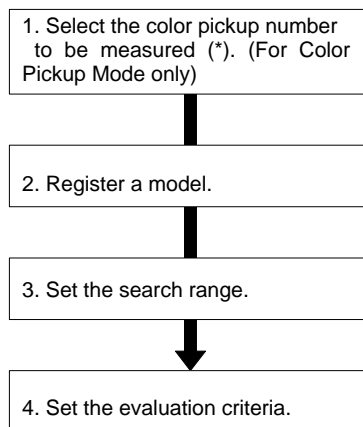 1. Select the color pickup number
to be measured (*). (For Color
Pickup Mode only)
2. Register a model.
3. Set the search range.
4. Set the evaluation criteria.